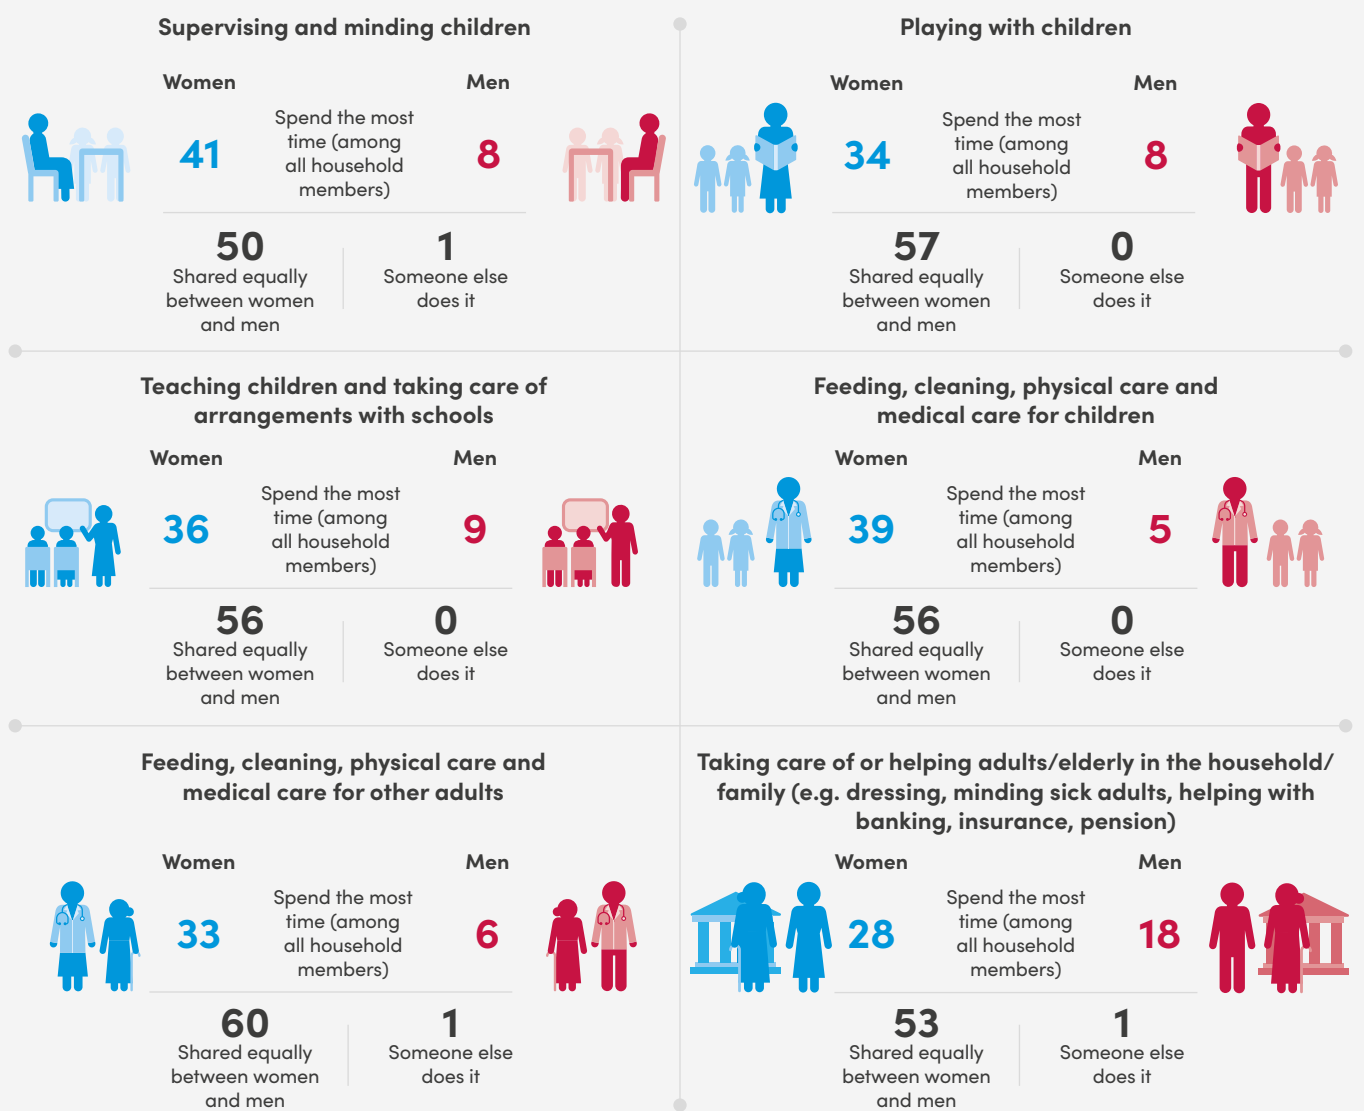 Supervising and minding children
Women
Men
41
Spend the most
time (among
all household
members)
8
50
Shared equally
between women
and men
1
Someone else
does it
Playing with children
Women
Men
34
Spend the most
time (among
all household
members)
8
57
Shared equally
between women
and men
0
Someone else
does it
Teaching children and taking care of
arrangements with schools
Women
Men
36
Spend the most
time (among
all household
members)
9
56
Shared equally
between women
and men
0
Someone else
does it
Feeding, cleaning, physical care and
medical care for children
Women
Men
39
Spend the most
time (among
all household
members)
5
56
Shared equally
between women
and men
0
Someone else
does it
Feeding, cleaning, physical care and
medical care for other adults
Women
Men
33
Spend the most
time (among
all household
members)
6
60
Shared equally
between women
and men
1
Someone else
does it
Taking care of or helping adults/elderly in the household/
family (e.g. dressing, minding sick adults, helping with
banking, insurance, pension)
Women
Men
28
Spend the most
time (among
all household
members)
18
53
Shared equally
between women
and men
1
Someone else
does it